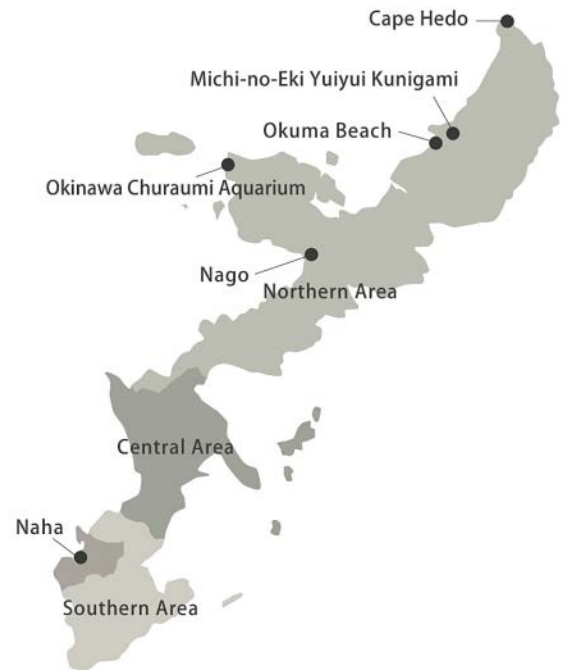 Cape Hedo
Michi-no-Eki Yuiyui Kunigami
Okuma Beach
Okinawa Churaumi Aquarium
Nago
Northern Area
Central Area
Naha
Southern Area